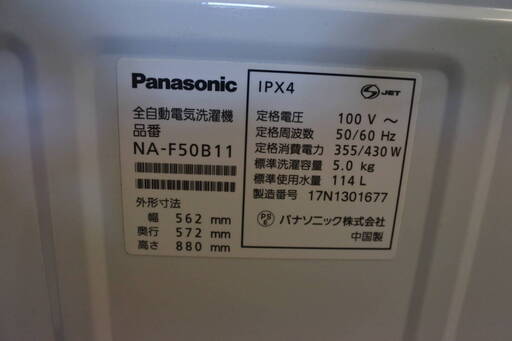 Panasonic
全自動電気洗濯機
品番
NA-F50B11
外形寸法
幅 562 mm
奥行 572 mm
高さ 880 mm
IPX4
S JET
定格電圧 100 V ~
定格周波数 50/60 Hz
定格消費電力 355/430 W
標準洗濯容量 5.0 kg
標準使用水量 114 L
製造番号 17N1301677
PS E パナソニック株式会社
中国製